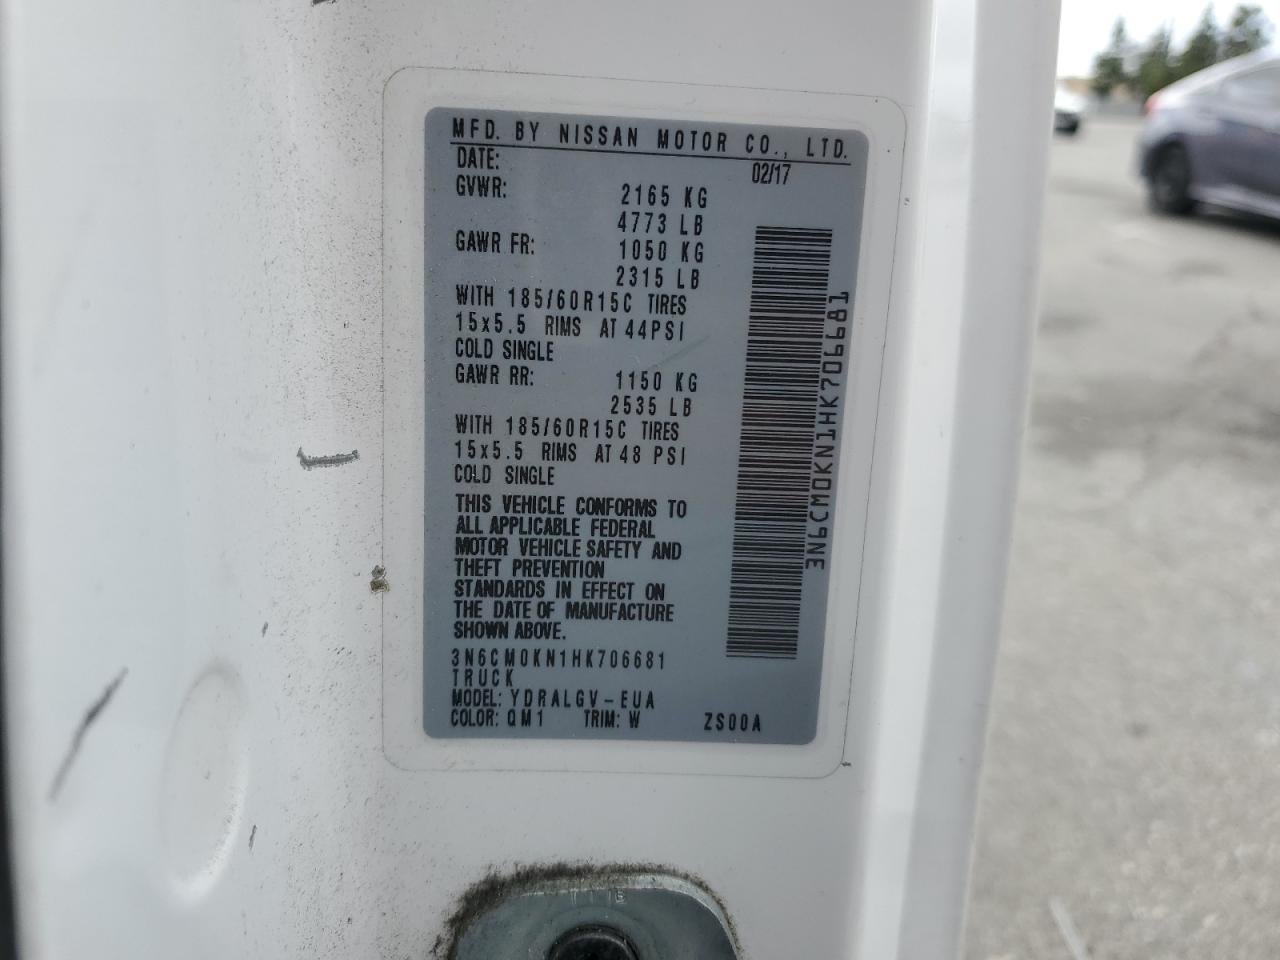 MFD. BY NISSAN MOTOR CO., LTD.
DATE: 02/17
GVWR: 2165 KG
4773 LB
GAWR FR: 1050 KG
2315 LB
WITH 185/60R15C TIRES
15x5.5 RIMS AT 44PSI
COLD SINGLE
GAWR RR: 1150 KG
2535 LB
WITH 185/60R15C TIRES
15x5.5 RIMS AT 48 PSI
COLD SINGLE
THIS VEHICLE CONFORMS TO
ALL APPLICABLE FEDERAL
MOTOR VEHICLE SAFETY AND
THEFT PREVENTION
STANDARDS IN EFFECT ON
THE DATE OF MANUFACTURE
SHOWN ABOVE.
3N6CM0KN1HK706681
TRUCK
MODEL: YDRALGV-EUA
COLOR: QM1 TRIM: W ZS00A
3N6CM0KN1HK706681